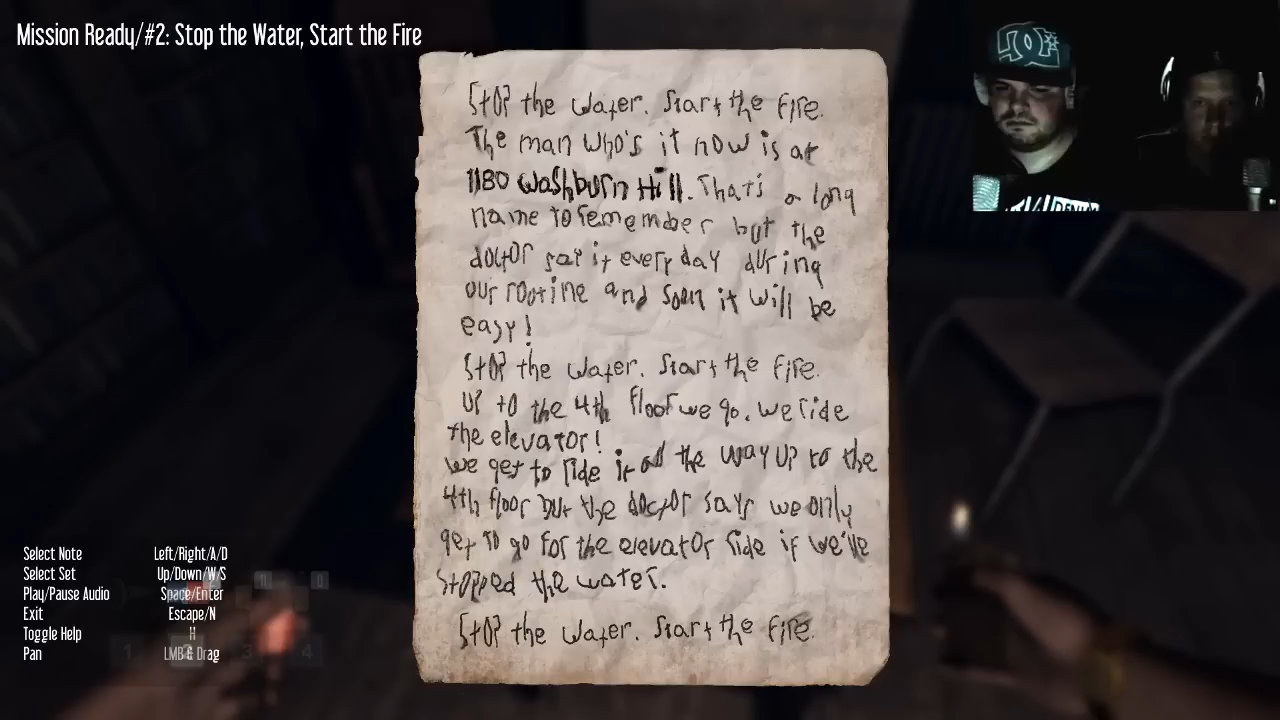 Mission Ready/#2: Stop the Water, Start the Fire
Stop the water. Start the fire.
The man who's it now is at
1180 Washburn Hill. That's a long
name to remember but the
doctor say it every day during
our routine and soon it will be
easy!
Stop the water. Start the fire.
Up to the 4th floor we go. We ride
the elevator!
we get to ride it all the way up to the
4th floor but the doctor says we only
get to go for the elevator ride if we've
stopped the water.
Stop the water. Start the fire.
Select Note Left/Right/A/D
Select Set Up/Down/W/S
Play/Pause Audio Space/Enter
Exit Escape/N
Toggle Help H
Pan LMB & Drag
1 3 4